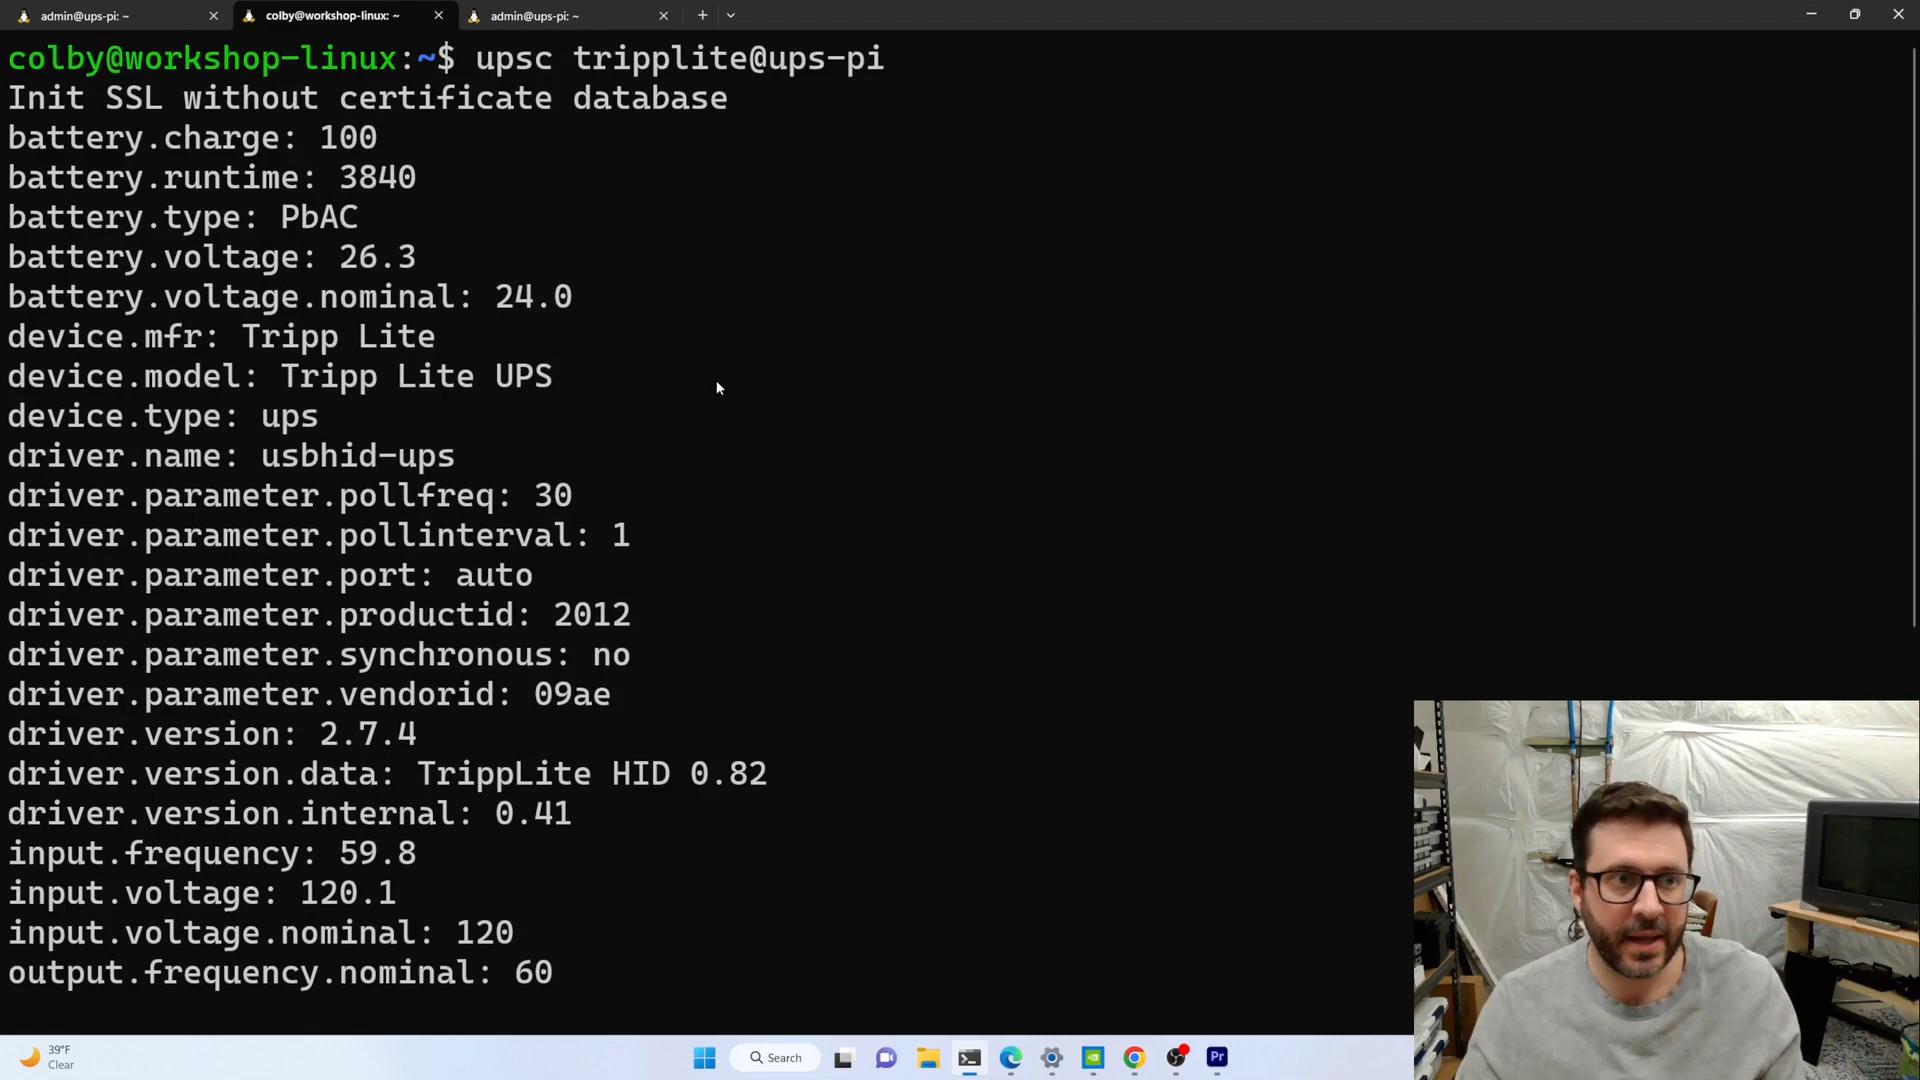 admin@ups-pi: ~
colby@workshop-linux: ~
admin@ups-pi: ~
colby@workshop-linux:~$ upsc tripplite@ups-pi
Init SSL without certificate database
battery.charge: 100
battery.runtime: 3840
battery.type: PbAC
battery.voltage: 26.3
battery.voltage.nominal: 24.0
device.mfr: Tripp Lite
device.model: Tripp Lite UPS
device.type: ups
driver.name: usbhid-ups
driver.parameter.pollfreq: 30
driver.parameter.pollinterval: 1
driver.parameter.port: auto
driver.parameter.productid: 2012
driver.parameter.synchronous: no
driver.parameter.vendorid: 09ae
driver.version: 2.7.4
driver.version.data: TrippLite HID 0.82
driver.version.internal: 0.41
input.frequency: 59.8
input.voltage: 120.1
input.voltage.nominal: 120
output.frequency.nominal: 60
39°F
Clear
Search
Pr